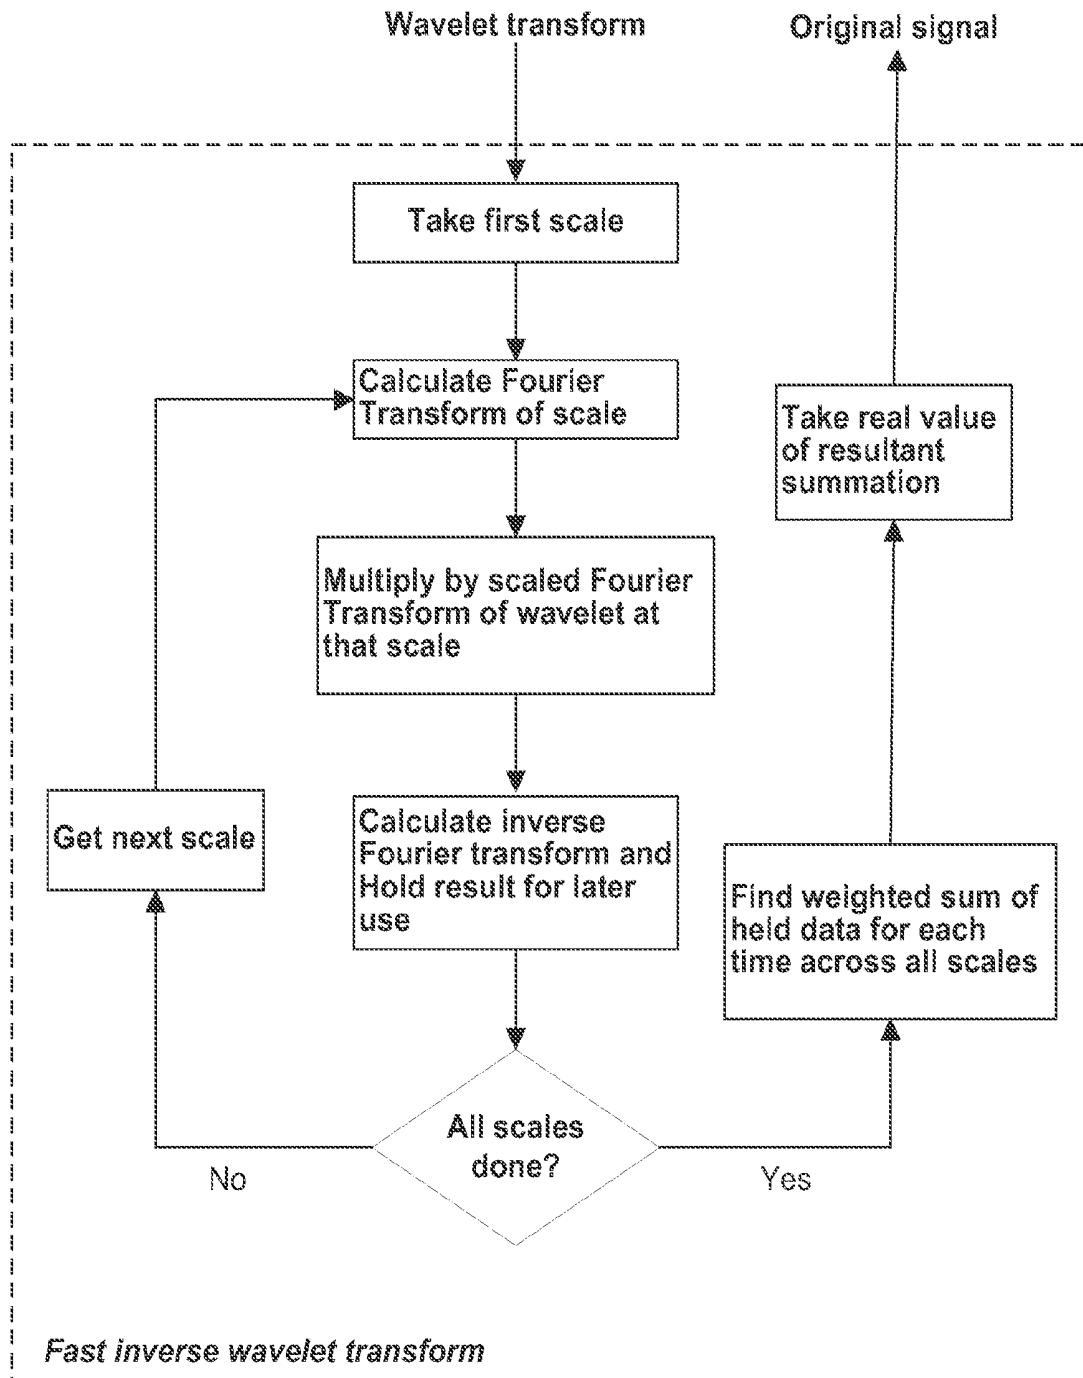 Wavelet transform
Original signal
Take first scale
Calculate Fourier
Transform of scale
Take real value
of resultant
summation
Multiply by scaled Fourier
Transform of wavelet at
that scale
Get next scale
Calculate inverse
Fourier transform and
Hold result for later
use
Find weighted sum of
held data for each
time across all scales
All scales
done?
No
Yes
Fast inverse wavelet transform